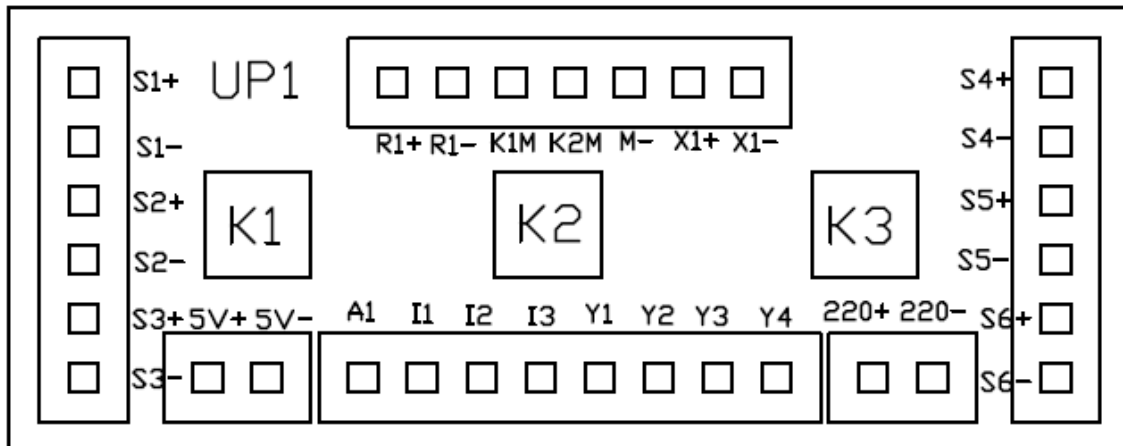 S1+ UP1 S4+
R1+ R1- K1M K2M M- X1+ X1-
S1- S4-
S2+ K1 K2 K3 S5+
S2- S5-
S3+ 5V+ 5V- A1 I1 I2 I3 Y1 Y2 Y3 Y4 220+ 220- S6+
S3- S6-